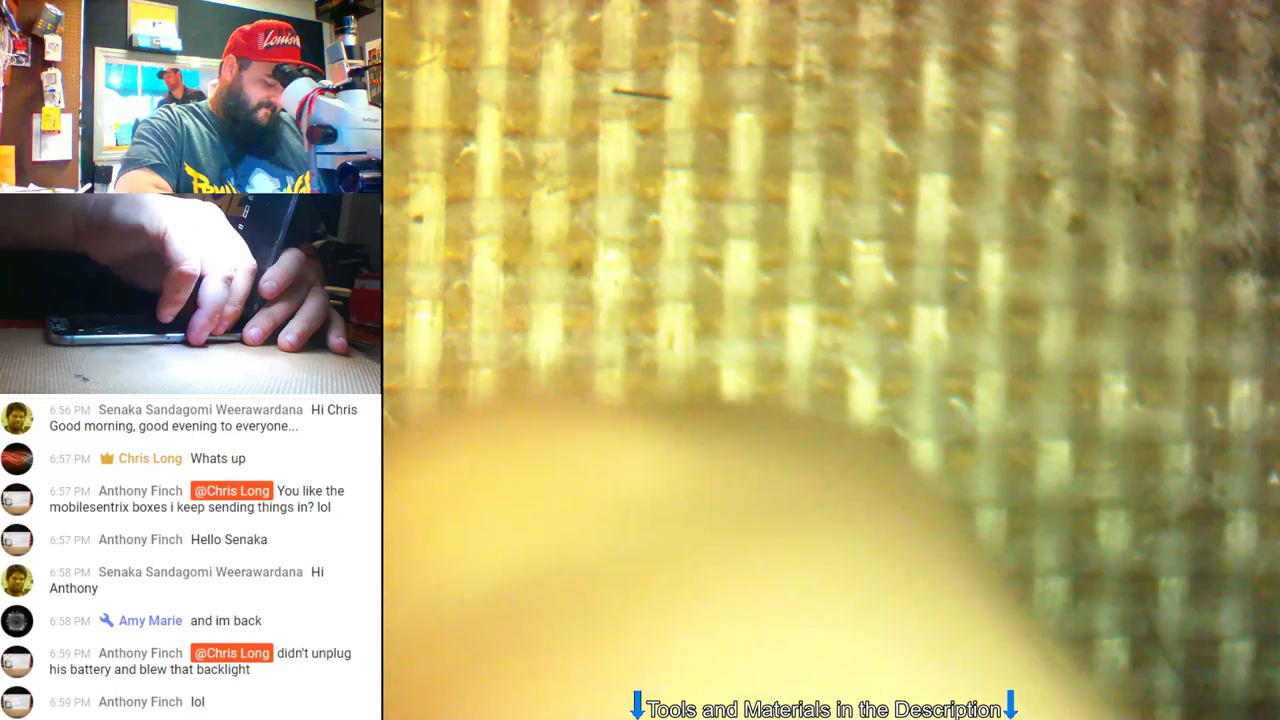 Louisv
6:56 PM Senaka Sandagomi Weerawardana Hi Chris
Good morning, good evening to everyone...
6:57 PM Chris Long Whats up
6:57 PM Anthony Finch @Chris Long You like the
mobilesentrix boxes i keep sending things in? lol
6:57 PM Anthony Finch Hello Senaka
6:58 PM Senaka Sandagomi Weerawardana Hi
Anthony
6:58 PM Amy Marie and im back
6:59 PM Anthony Finch @Chris Long didn't unplug
his battery and blew that backlight
6:59 PM Anthony Finch lol
Tools and Materials in the Description